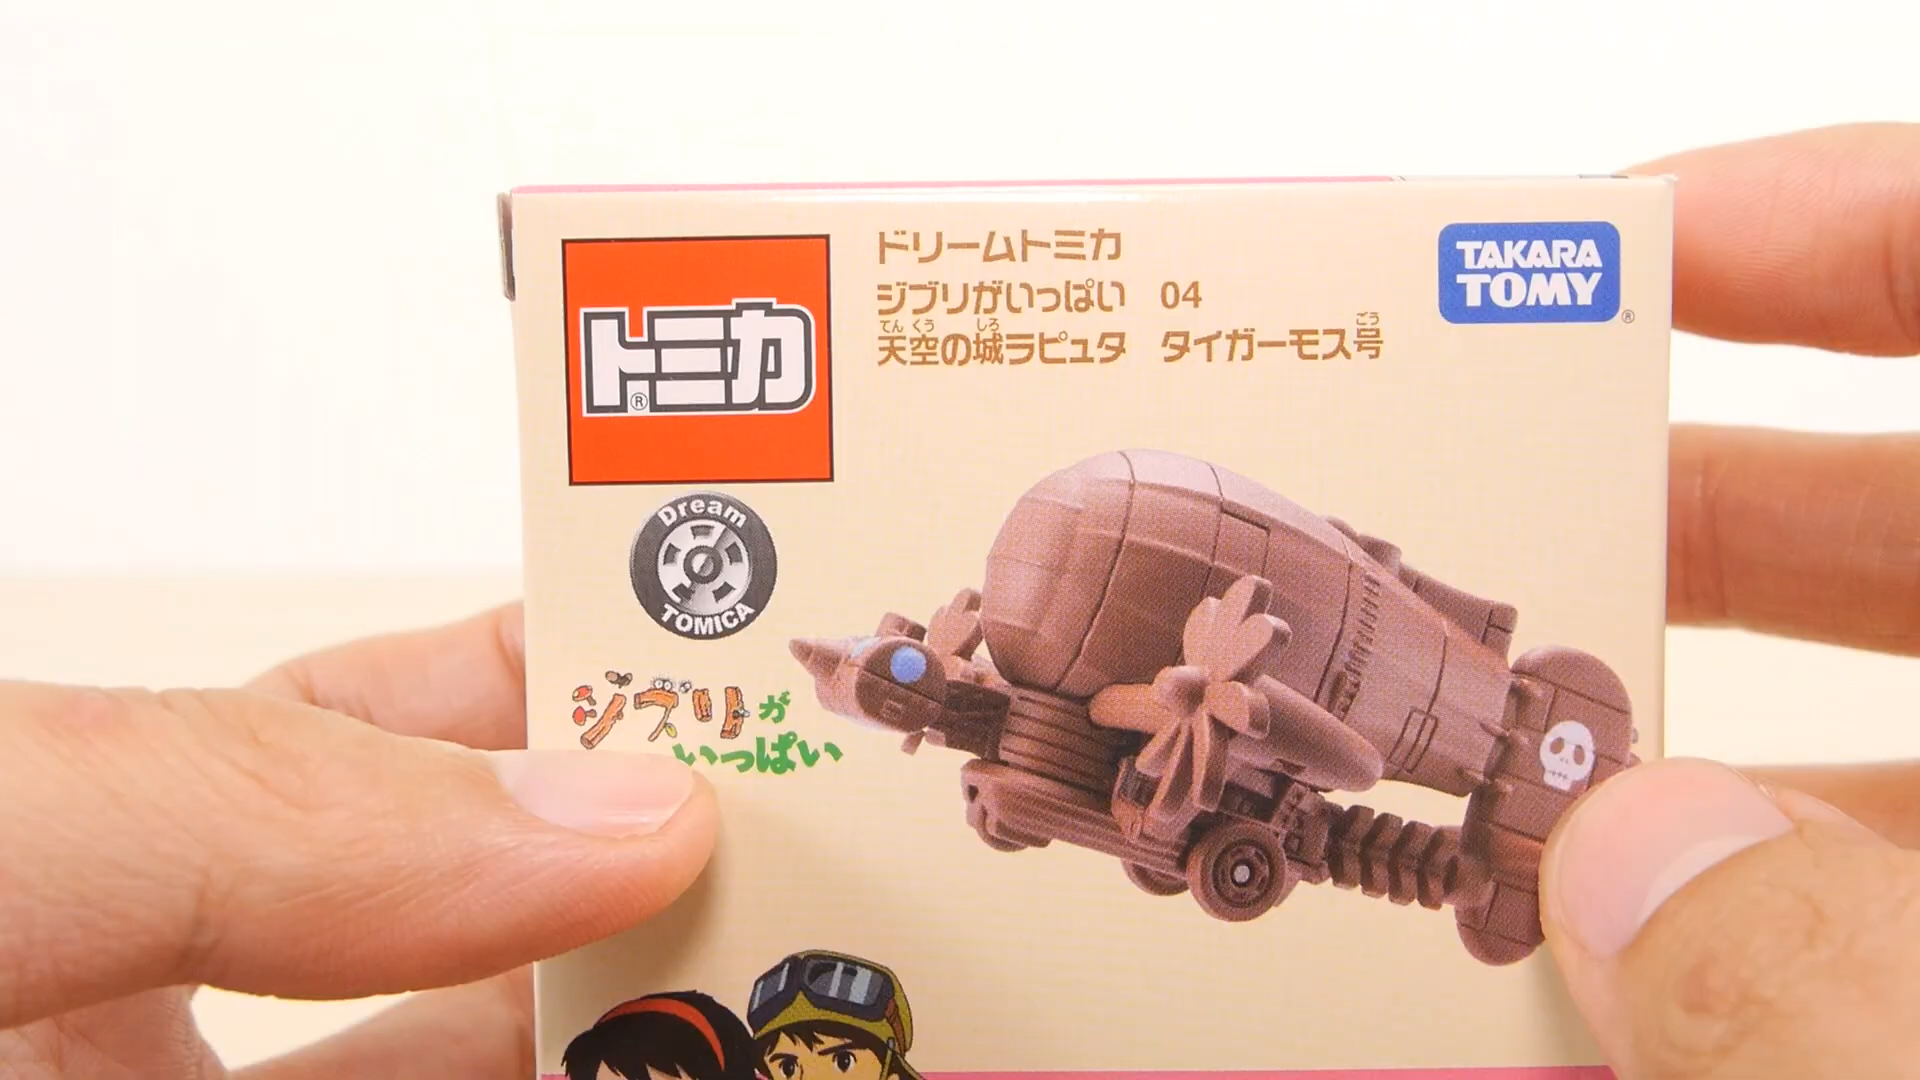 ドリームトミカ
ジブリがいっぱい 04
てん くう しろ ごう
天空の城ラピュタ タイガーモス号
TAKARA
TOMY
®
トミカ
®
Dream
TOMICA
ジブリが
いっぱい